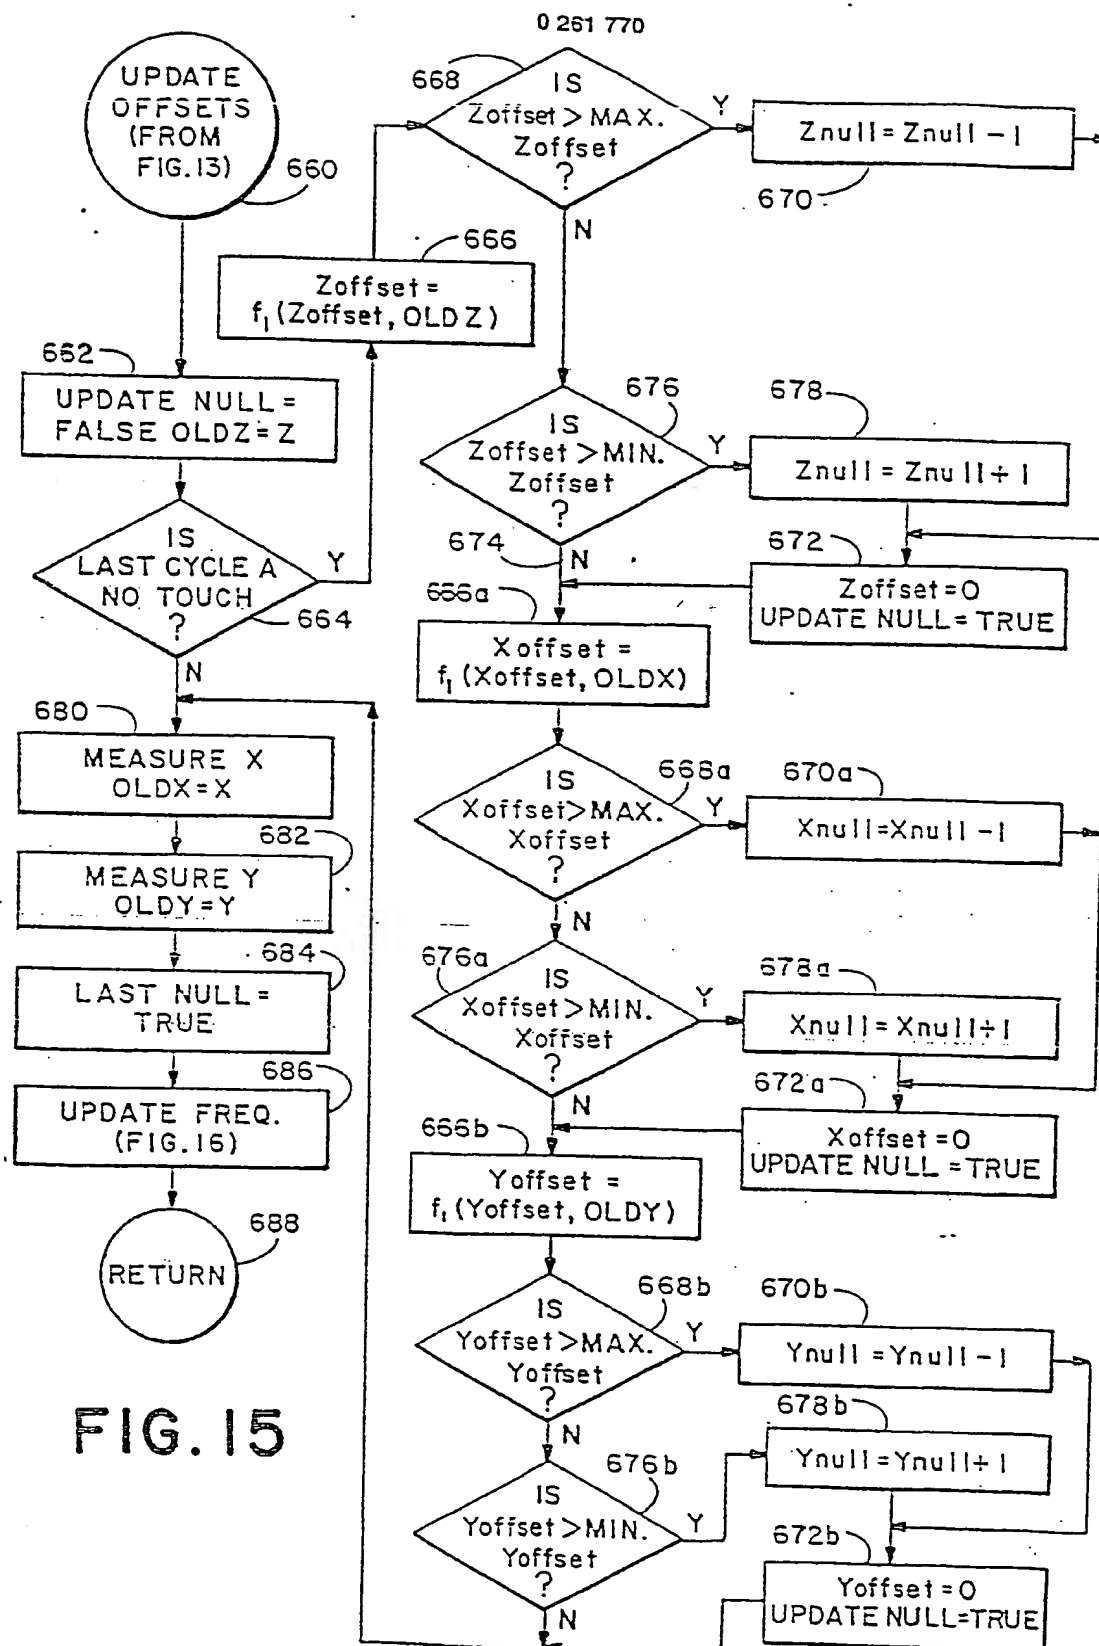 0 261 770
UPDATE
OFFSETS
(FROM
FIG.13)
660
662
UPDATE NULL =
FALSE OLDZ = Z
IS
LAST CYCLE A
NO TOUCH
?
664
Y
N
666
Zoffset =
f₁ (Zoffset, OLDZ)
668
IS
Zoffset > MAX.
Zoffset
?
Y
N
Znull = Znull - 1
670
676
IS
Zoffset > MIN.
Zoffset
?
Y
N
674
678
Znull = Znull ÷ 1
672
Zoffset = 0
UPDATE NULL = TRUE
666a
Xoffset =
f₁ (Xoffset, OLDX)
668a
IS
Xoffset > MAX.
Xoffset
?
Y
N
670a
Xnull = Xnull - 1
676a
IS
Xoffset > MIN.
Xoffset
?
Y
N
678a
Xnull = Xnull ÷ 1
672a
Xoffset = 0
UPDATE NULL = TRUE
666b
Yoffset =
f₁ (Yoffset, OLDY)
668b
IS
Yoffset > MAX.
Yoffset
?
Y
N
670b
Ynull = Ynull - 1
676b
IS
Yoffset > MIN.
Yoffset
?
Y
N
678b
Ynull = Ynull ÷ 1
672b
Yoffset = 0
UPDATE NULL = TRUE
680
MEASURE X
OLDX = X
682
MEASURE Y
OLDY = Y
684
LAST NULL =
TRUE
686
UPDATE FREQ.
(FIG.16)
688
RETURN
FIG. 15